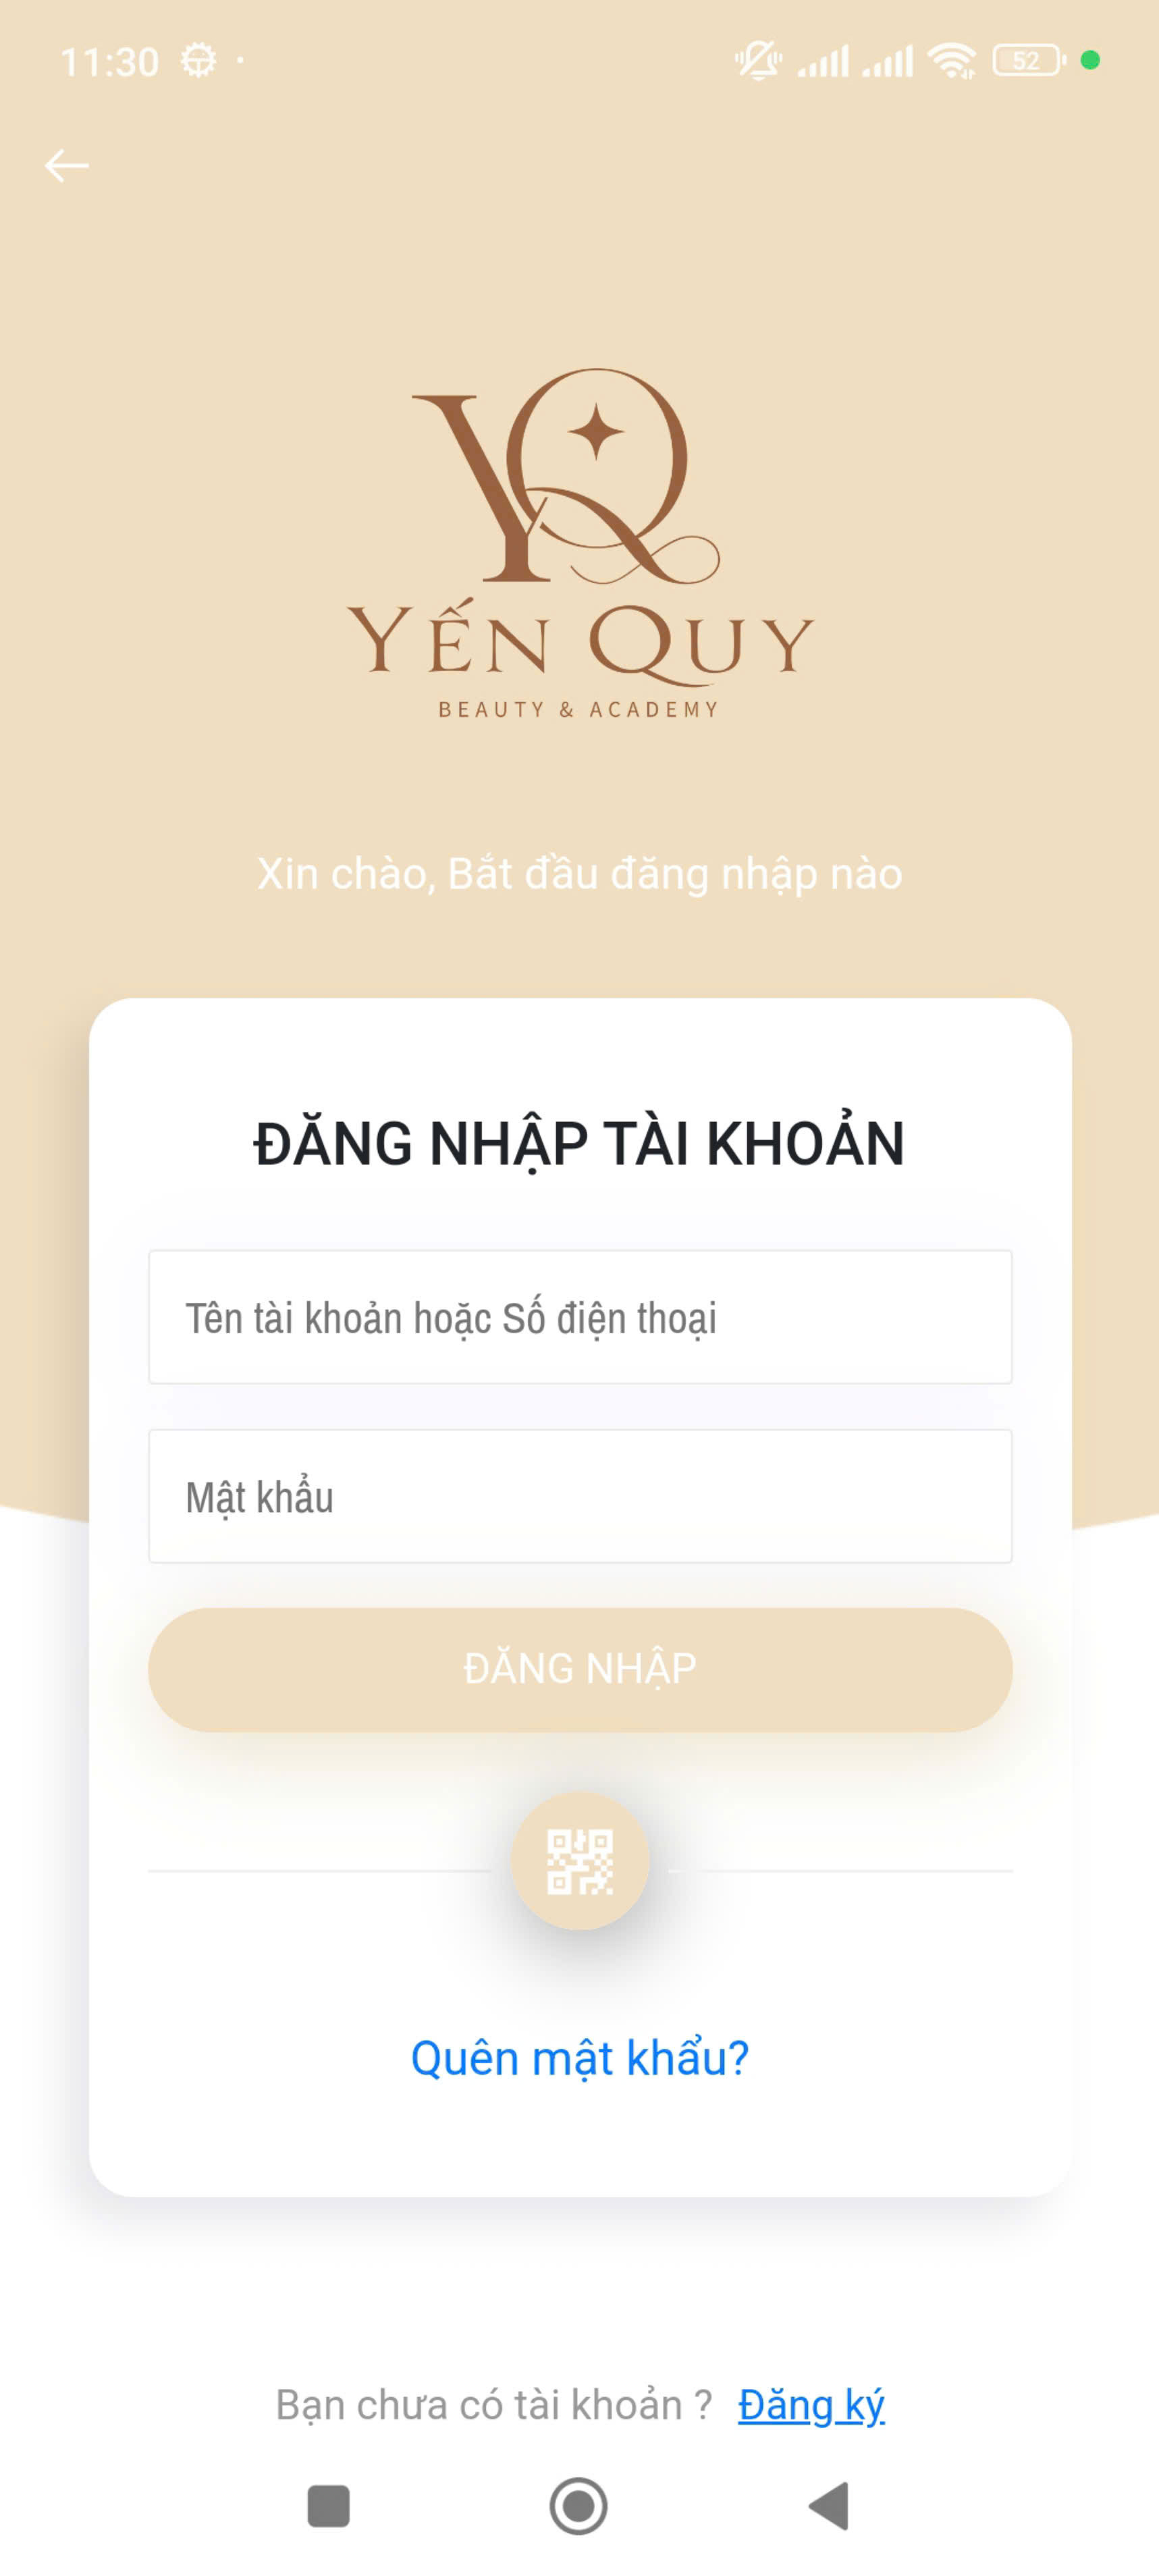 11:30
52
YQ
YẾN QUY
BEAUTY & ACADEMY
Xin chào, Bắt đầu đăng nhập nào
ĐĂNG NHẬP TÀI KHOẢN
Tên tài khoản hoặc Số điện thoại
Mật khẩu
ĐĂNG NHẬP
Quên mật khẩu?
Bạn chưa có tài khoản ? Đăng ký